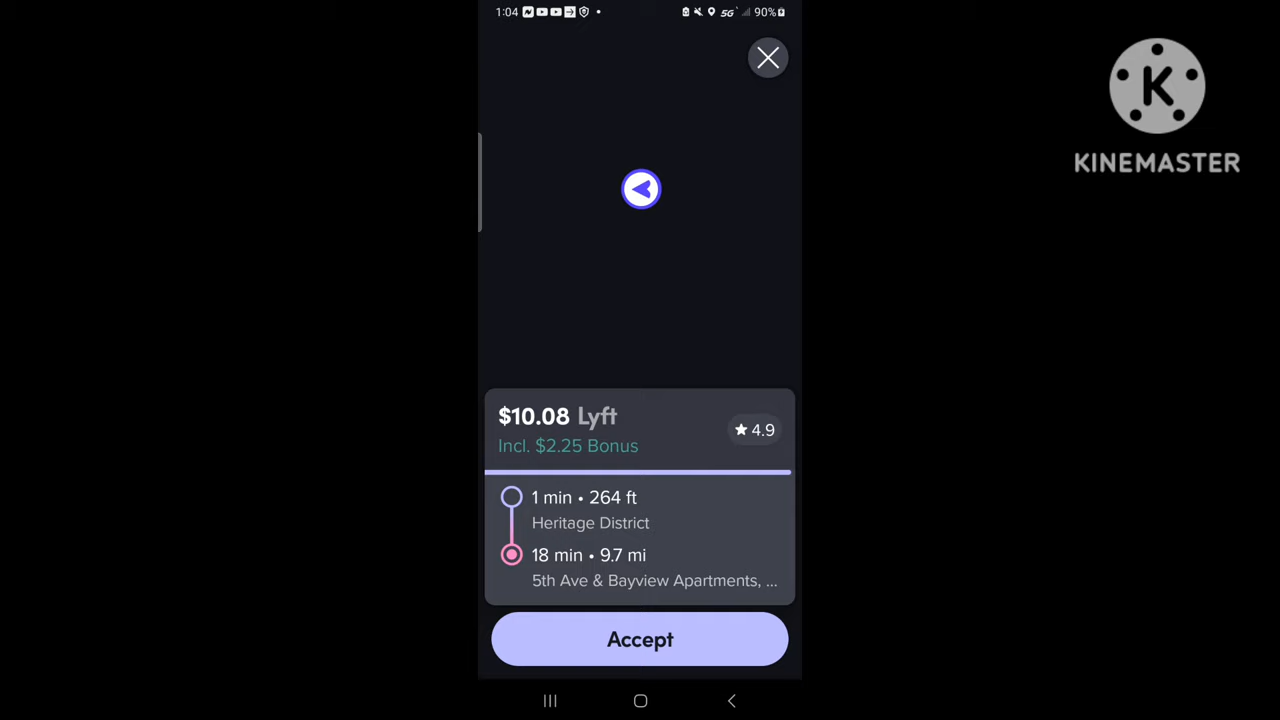 1:04
5G 90%
K
KINEMASTER
$10.08 Lyft
Incl. $2.25 Bonus
★ 4.9
1 min • 264 ft
Heritage District
18 min • 9.7 mi
5th Ave & Bayview Apartments, ...
Accept